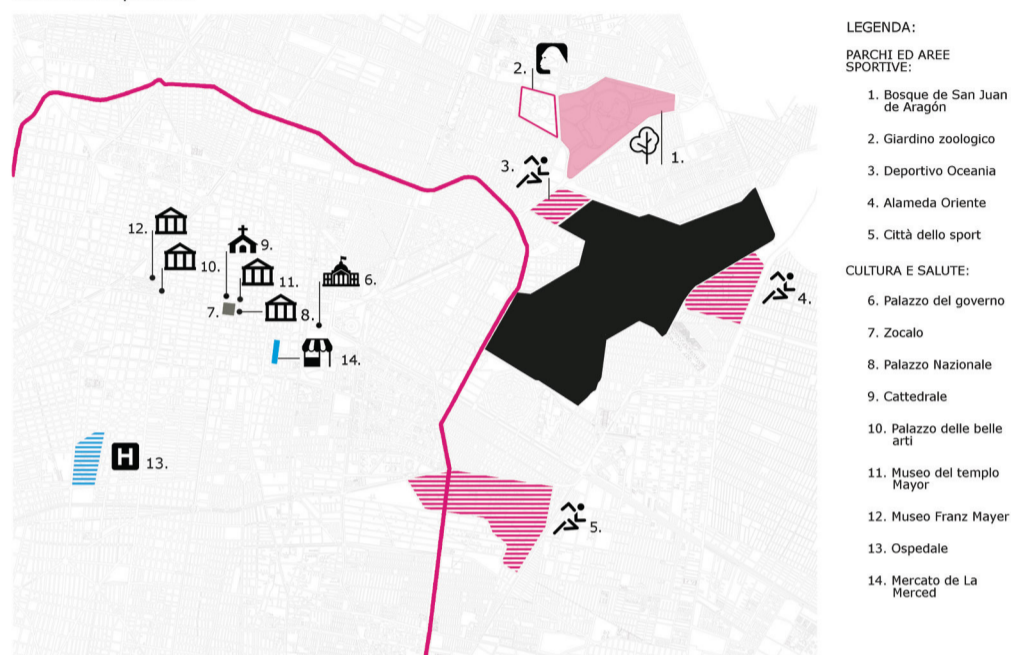 2.
1.
3.
12.
9.
10.
11.
6.
7.
8.
4.
14.
H
13.
5.
LEGENDA:
PARCHI ED AREE
SPORTIVE:
1. Bosque de San Juan
de Aragón
2. Giardino zoologico
3. Deportivo Oceania
4. Alameda Oriente
5. Città dello sport
CULTURA E SALUTE:
6. Palazzo del governo
7. Zocalo
8. Palazzo Nazionale
9. Cattedrale
10. Palazzo delle belle
arti
11. Museo del templo
Mayor
12. Museo Franz Mayer
13. Ospedale
14. Mercato de La
Merced